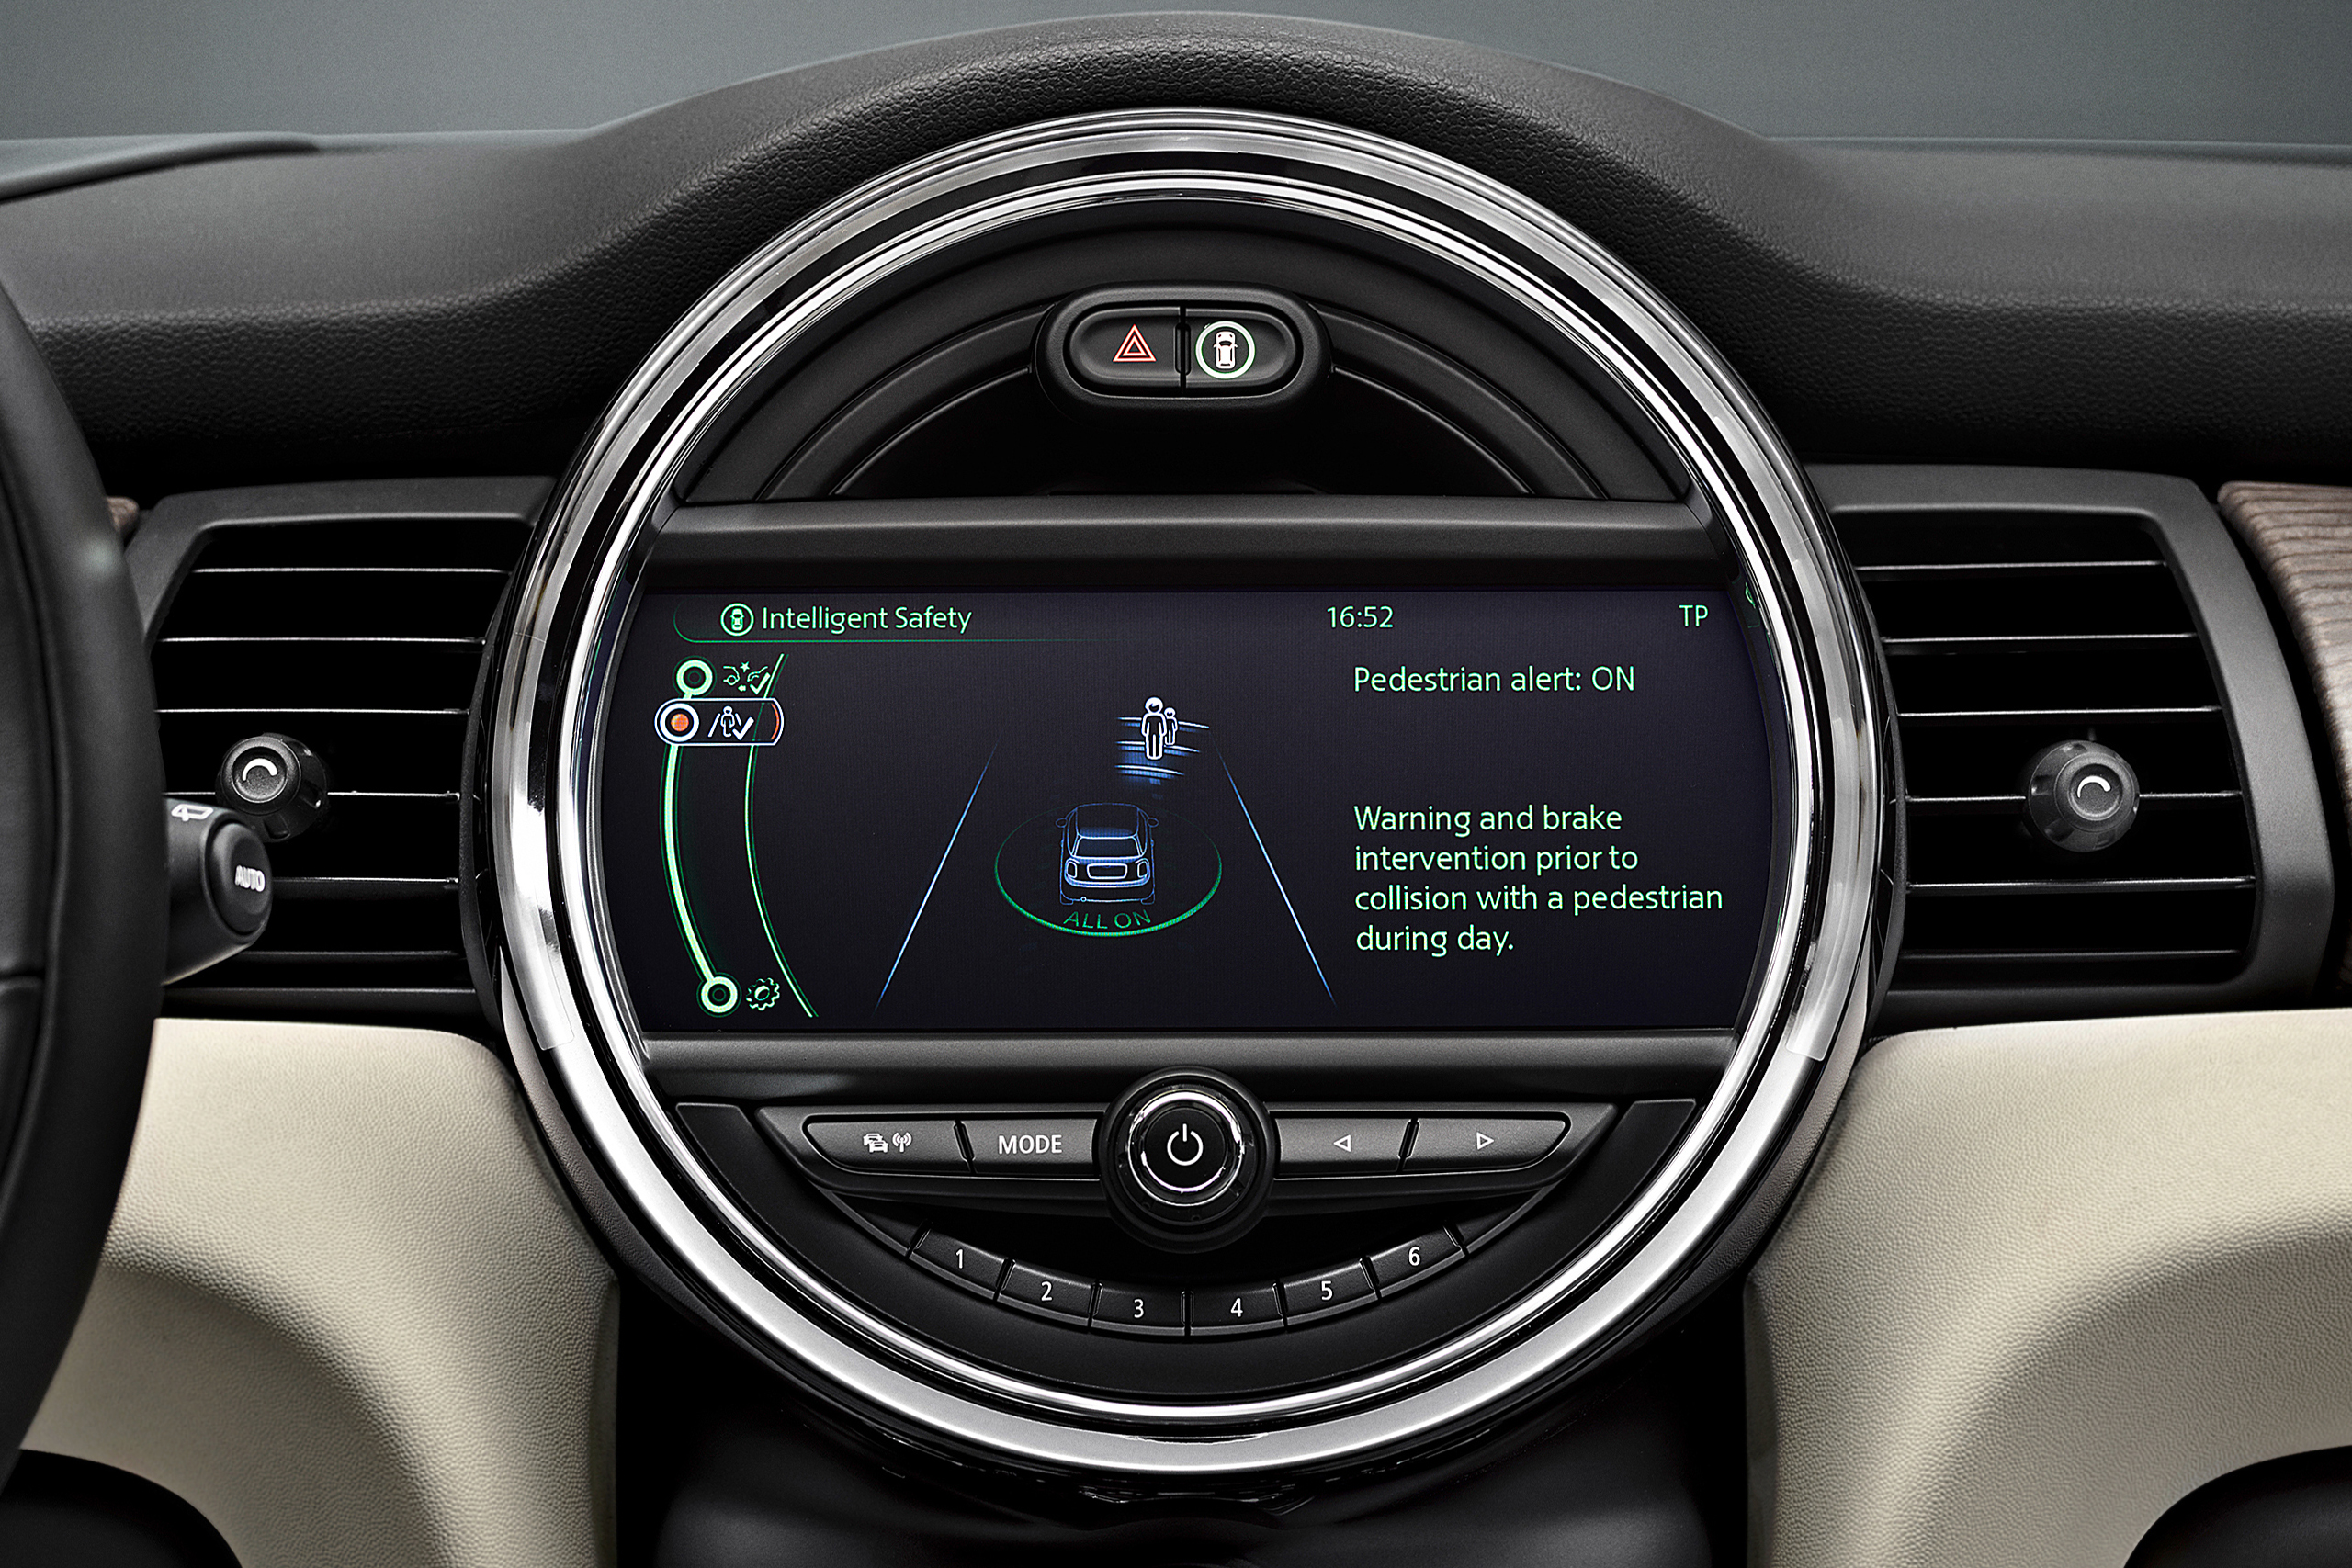 Intelligent Safety
16:52
TP
Pedestrian alert: ON
Warning and brake
intervention prior to
collision with a pedestrian
during day.
ALL ON
AUTO
MODE
1
2
3
4
5
6